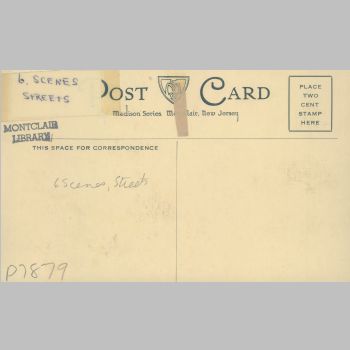 6. SCENES
STREETS
POST CARD
Madison Series Montclair, New Jersey
PLACE
TWO
CENT
STAMP
HERE
MONTCLAIR
LIBRARY
THIS SPACE FOR CORRESPONDENCE
6 Scenes, Streets
P7879